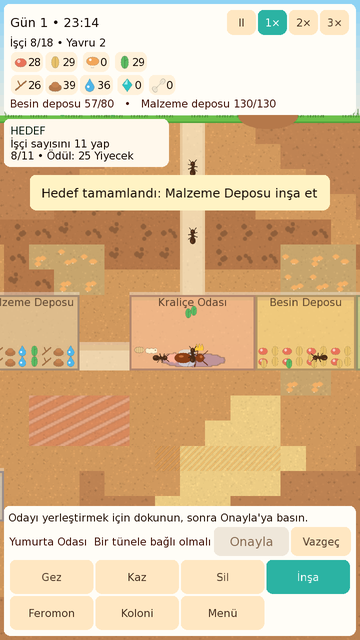 Gün 1 • 23:14
II 1× 2× 3×
İşçi 8/18 • Yavru 2
28 29 0 29
26 39 36 0 0
Besin deposu 57/80 • Malzeme deposu 130/130
HEDEF
İşçi sayısını 11 yap
8/11 • Ödül: 25 Yiyecek
Hedef tamamlandı: Malzeme Deposu inşa et
lzeme Deposu
Kraliçe Odası
Besin Deposu
Odayı yerleştirmek için dokunun, sonra Onayla'ya basın.
Yumurta Odası Bir tünele bağlı olmalı Onayla Vazgeç
Gez Kaz Sil İnşa
Feromon Koloni Menü